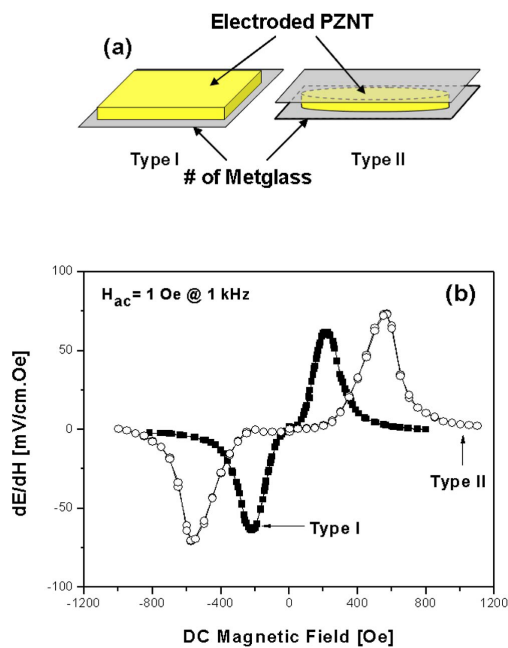 Electroded PZNT
(a)
Type I
Type II
# of Metglass
100
50
0
-50
-100
H_ac= 1 Oe @ 1 kHz
(b)
Type II
Type I
dE/dH [mV/cm.Oe]
-1200
-800
-400
0
400
800
1200
DC Magnetic Field [Oe]